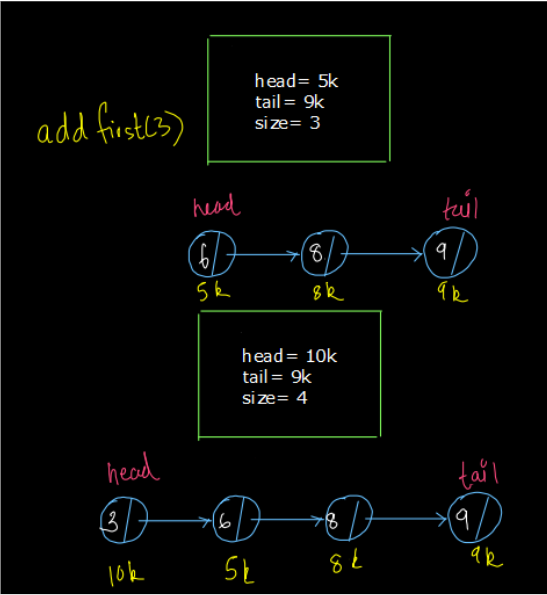 head= 5k
tail= 9k
size= 3
add first(3)
head tail
6 8 9
5k 8k 9k
head= 10k
tail= 9k
size= 4
head tail
3 6 8 9
10k 5k 8k 9k